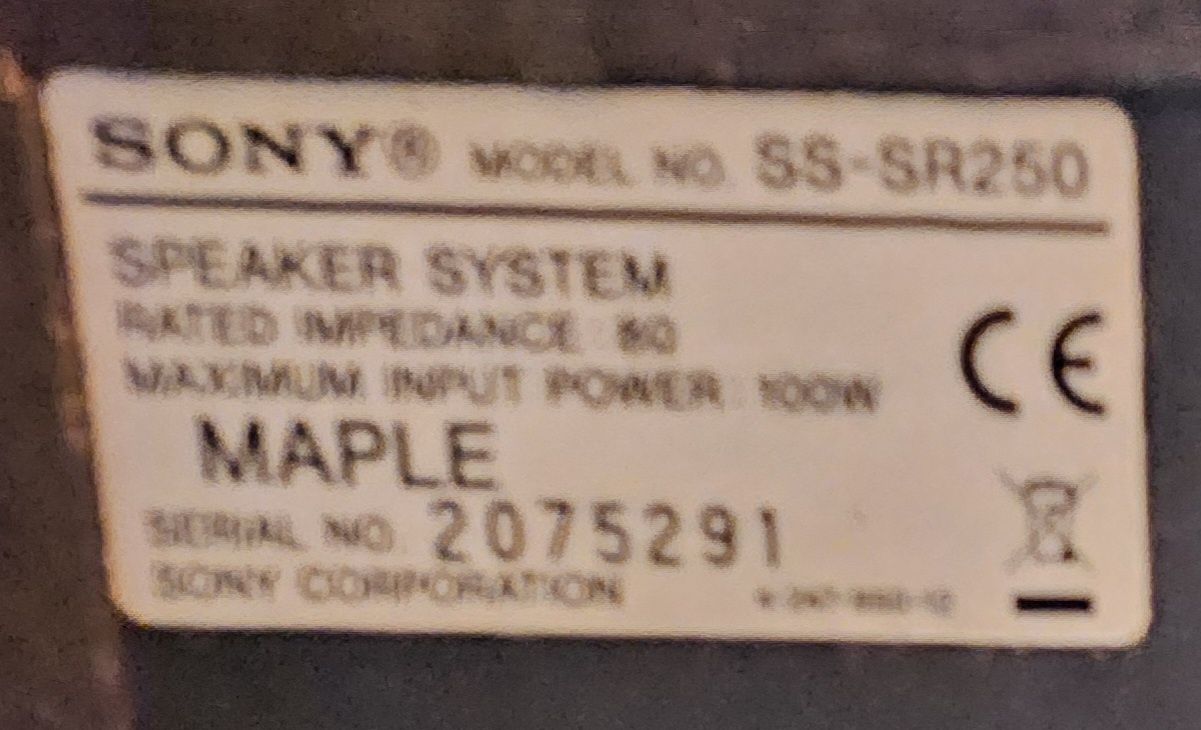 SONY® MODEL NO. SS-SR250
SPEAKER SYSTEM
RATED IMPEDANCE 8Ω
MAXIMUM INPUT POWER 100W
MAPLE
SERIAL NO. 2075291
SONY CORPORATION
CE